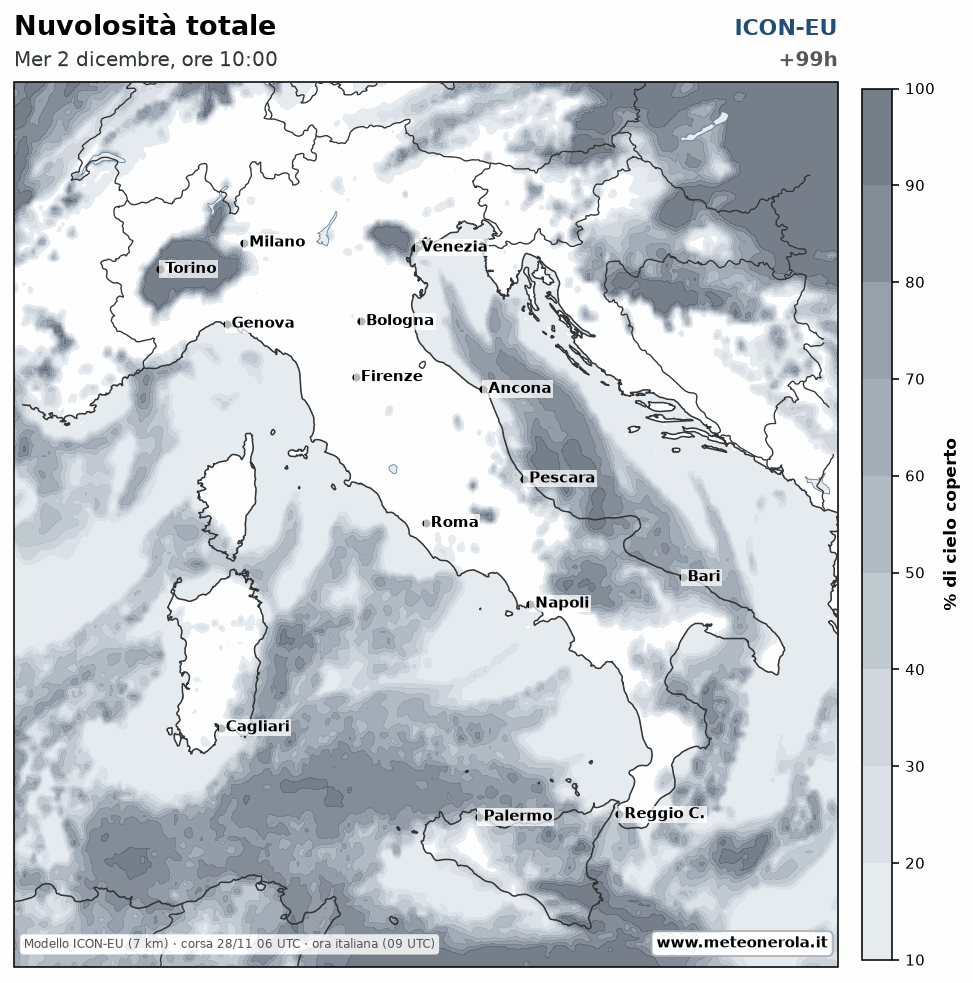 Nuvolosità totale
ICON-EU
Mer 2 dicembre, ore 10:00
+99h
100
90
80
70
60
50
40
30
20
10
% di cielo coperto
Milano
Venezia
Torino
Genova
Bologna
Firenze
Ancona
Pescara
Roma
Bari
Napoli
Cagliari
Palermo
Reggio C.
Modello ICON-EU (7 km) · corsa 28/11 06 UTC · ora italiana (09 UTC)
www.meteonerola.it